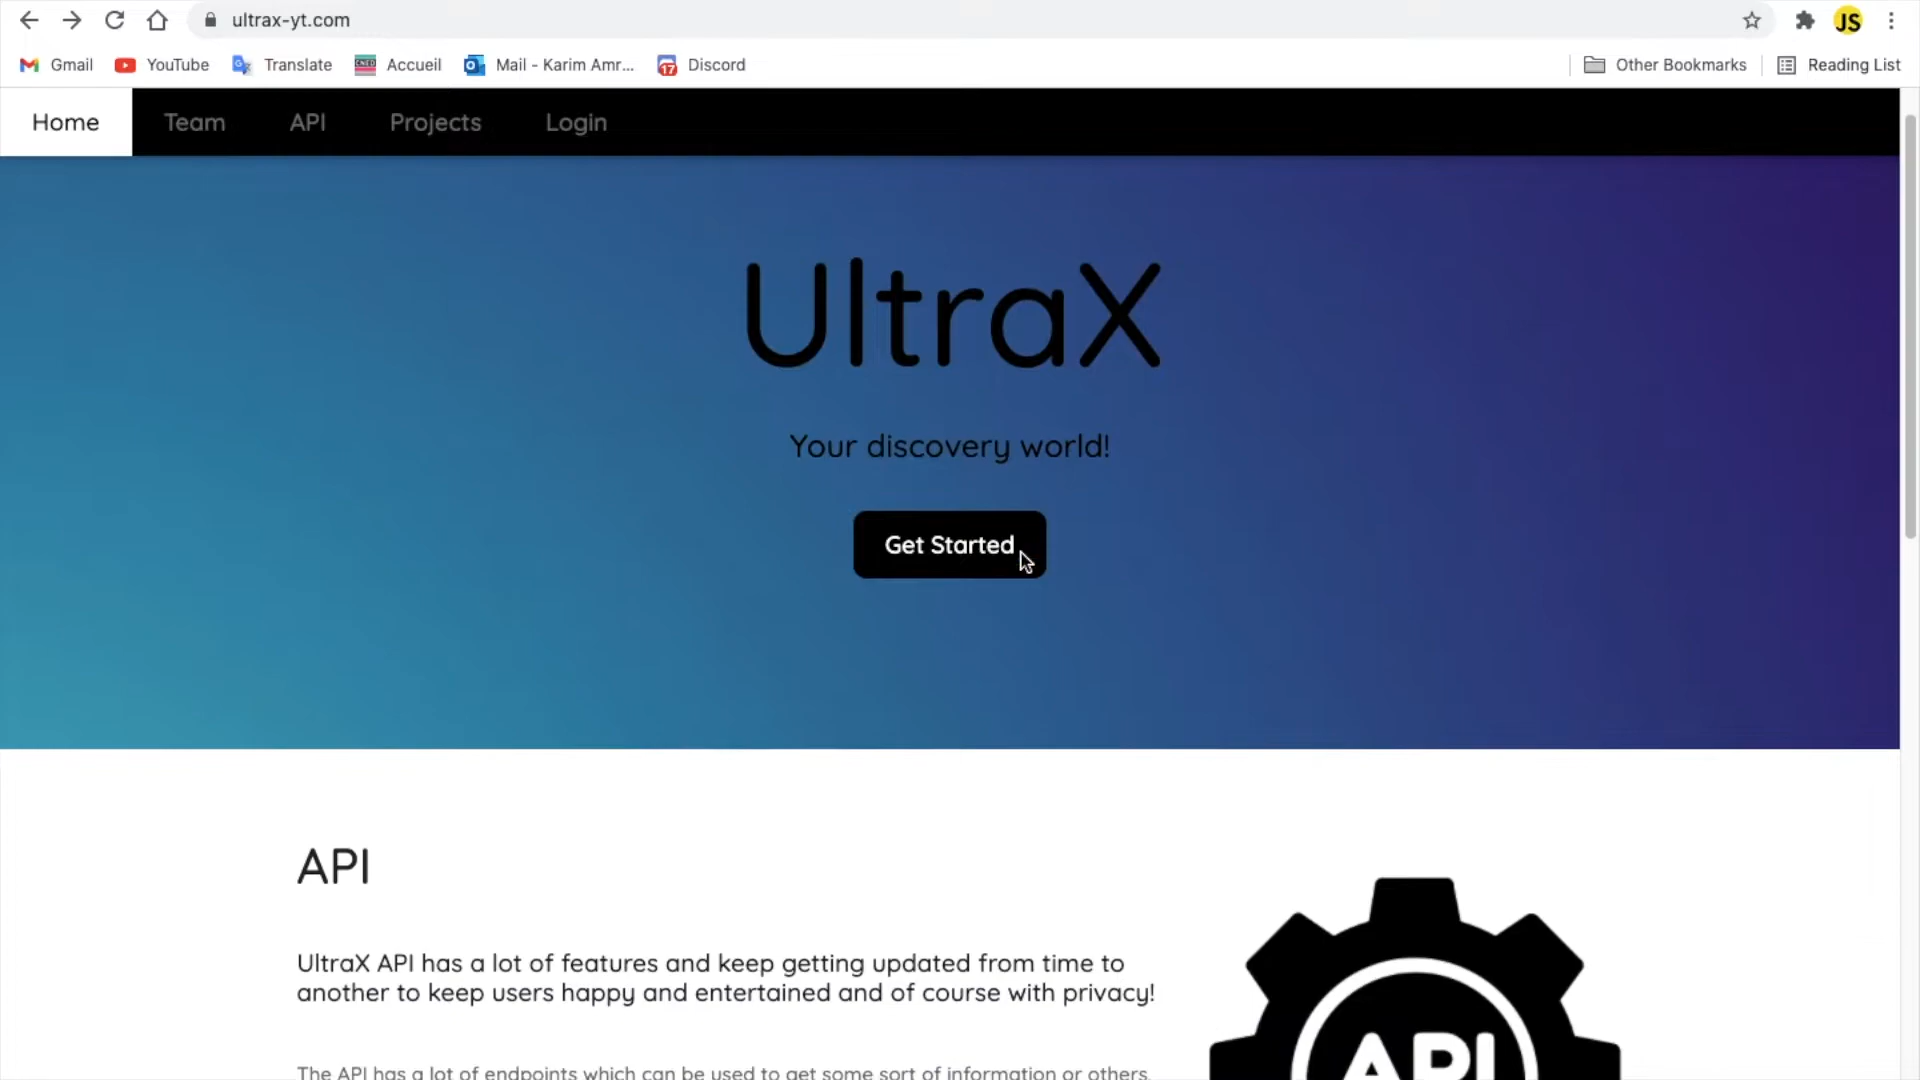 ultrax-yt.com
JS
Gmail YouTube Translate CNED Accueil Mail - Karim Amr... 17 Discord Other Bookmarks Reading List
Home Team API Projects Login
UltraX
Your discovery world!
Get Started
API
UltraX API has a lot of features and keep getting updated from time to
another to keep users happy and entertained and of course with privacy!
The API has a lot of endpoints which can be used to get some sort of information or others.
API